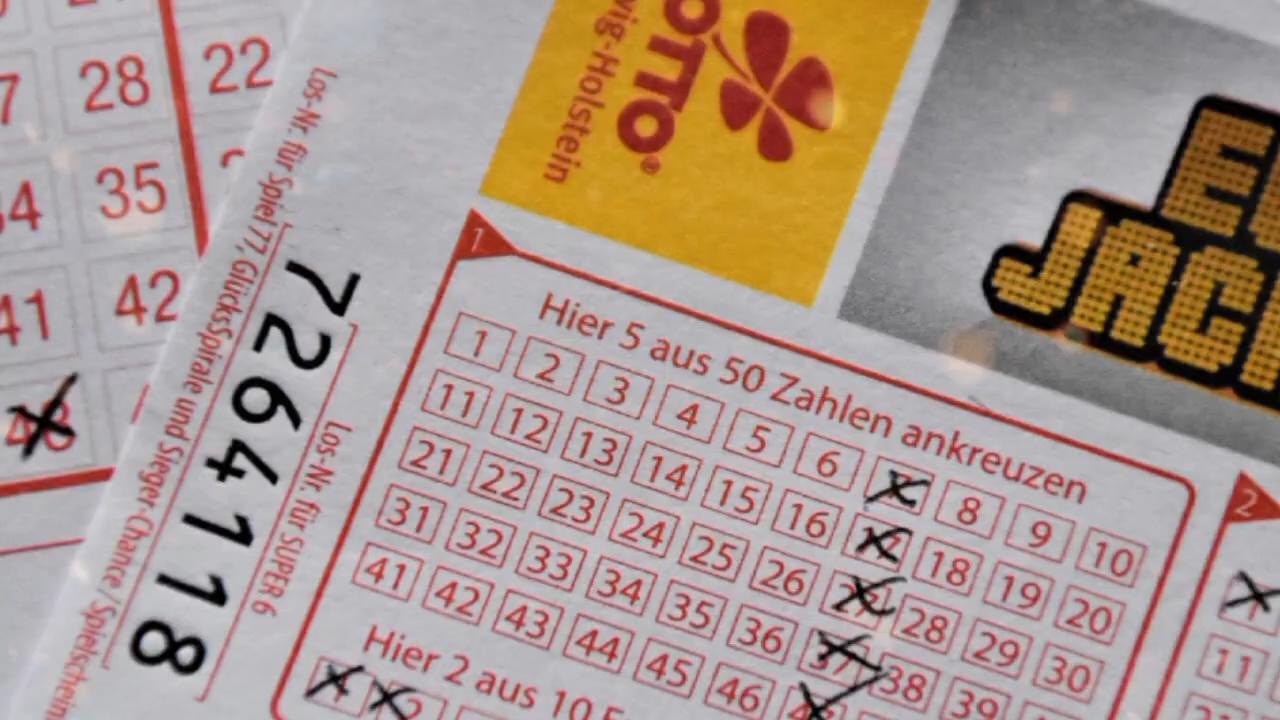 28
22
35
41
42
OTTO®
wig-Holstein
Los-Nr. für Spiel 77, GlücksSpirale und Sieger-Chance / Spielschein
7264118
Los-Nr. für SUPER 6
JAC
1
Hier 5 aus 50 Zahlen ankreuzen
1 2 3 4 5 6 8 9 10
11 12 13 14 15 16 18 19 20
21 22 23 24 25 26 28 29 30
31 32 33 34 35 36 37 38 39
41 42 43 44 45 46
Hier 2 aus 10
2
2
11